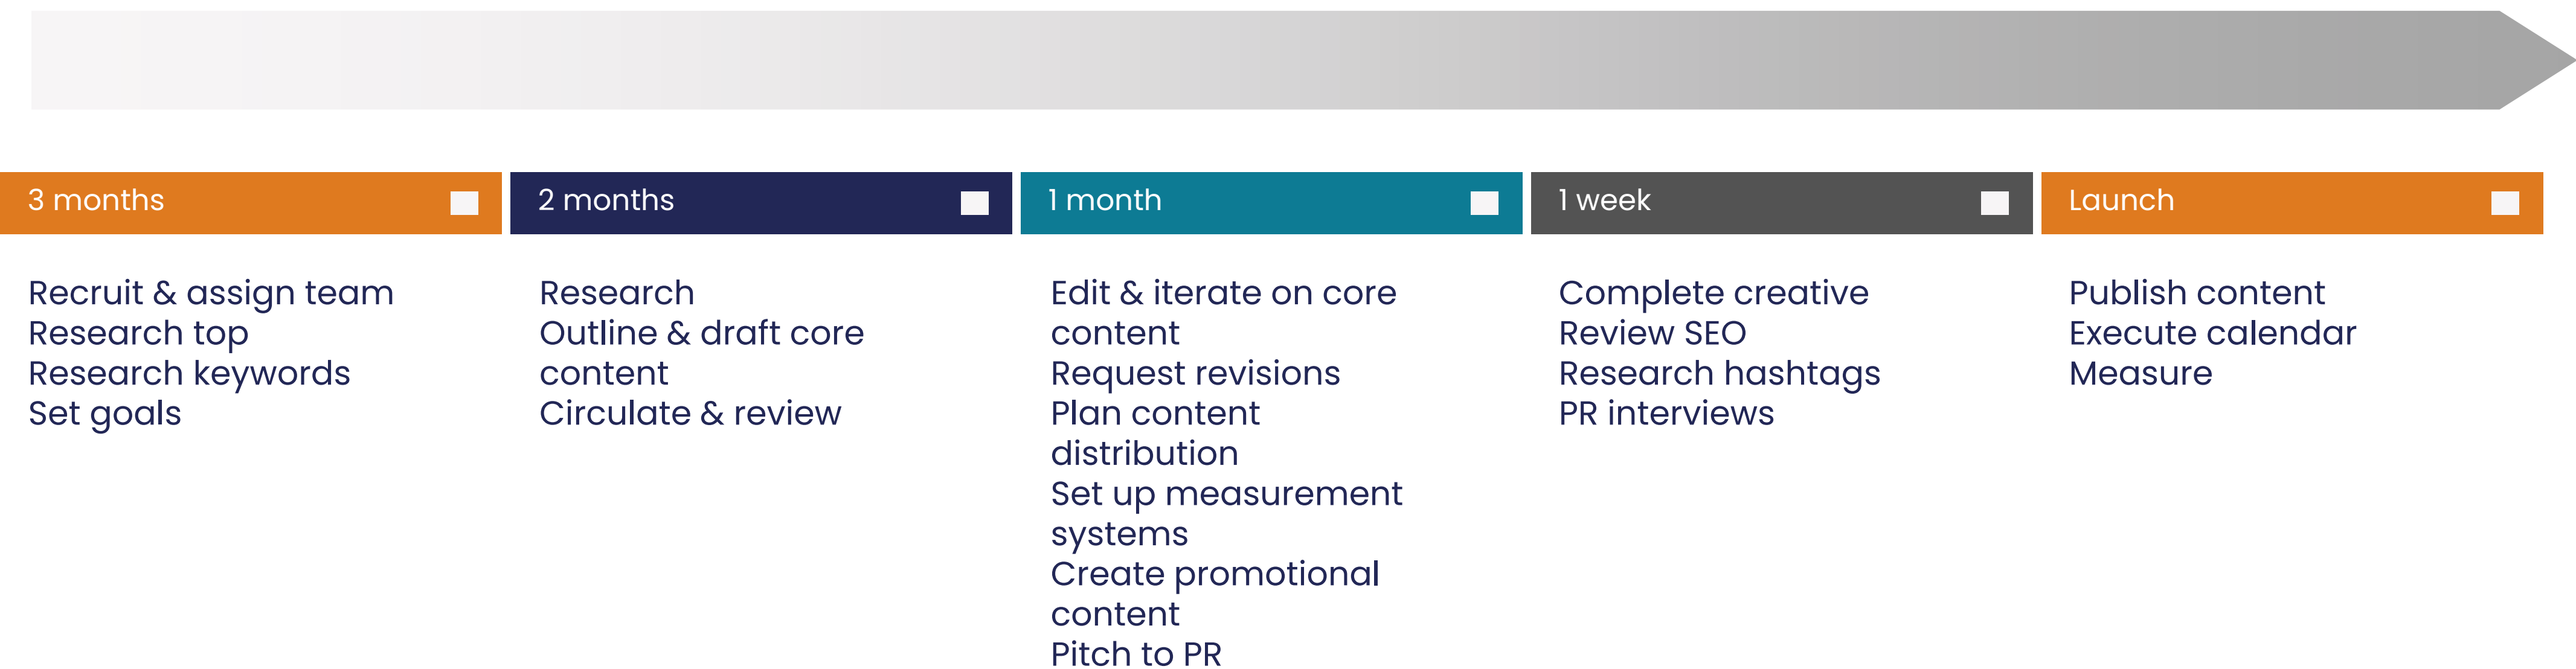 3 months
Recruit & assign team
Research top
Research keywords
Set goals
2 months
Research
Outline & draft core
content
Circulate & review
1 month
Edit & iterate on core
content
Request revisions
Plan content
distribution
Set up measurement
systems
Create promotional
content
Pitch to PR
1 week
Complete creative
Review SEO
Research hashtags
PR interviews
Launch
Publish content
Execute calendar
Measure